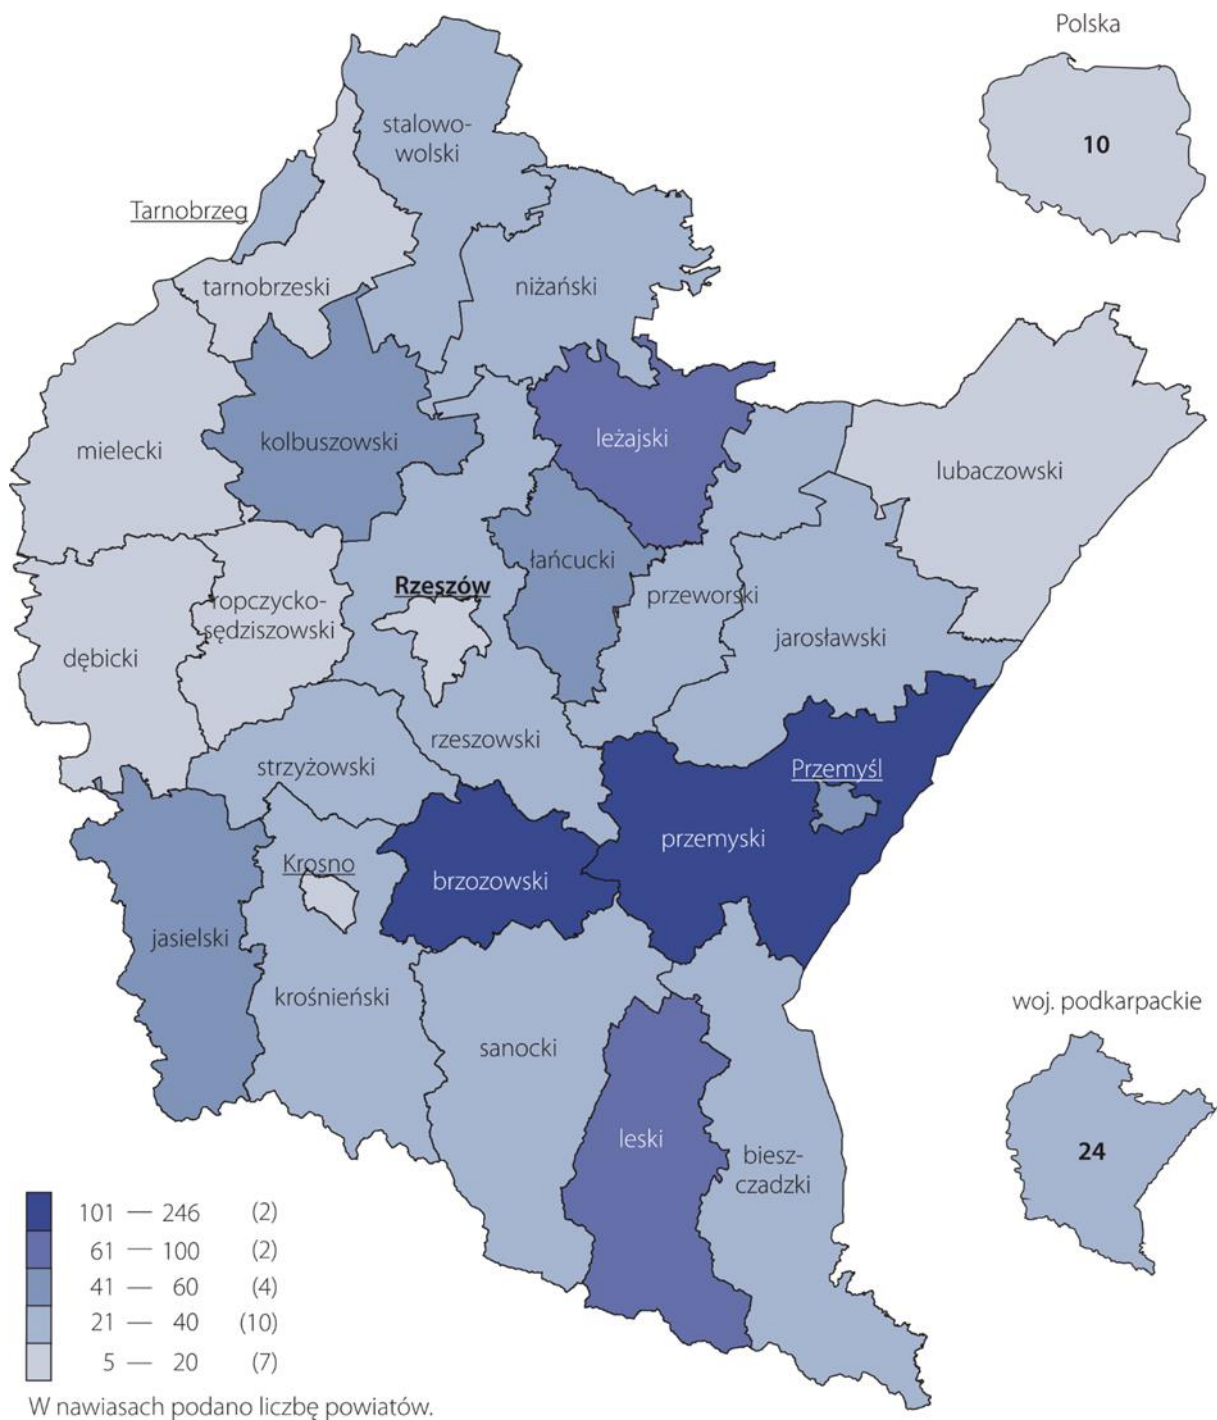 Polska
10
stalowo-
wolski
Tarnobrzeg
tarnobrzeski
niżański
mielecki
kolbuszowski
leżajski
lubaczowski
łańcucki
Rzeszów
ropczycko-
sędziszowski
przeworski
jarosławski
dębicki
rzeszowski
strzyżowski
Przemyśl
przemyski
Krosno
brzozowski
jasielski
krośnieński
sanocki
woj. podkarpackie
24
leski
biesz-
czadzki
101 — 246 (2)
61 — 100 (2)
41 — 60 (4)
21 — 40 (10)
5 — 20 (7)
W nawiasach podano liczbę powiatów.